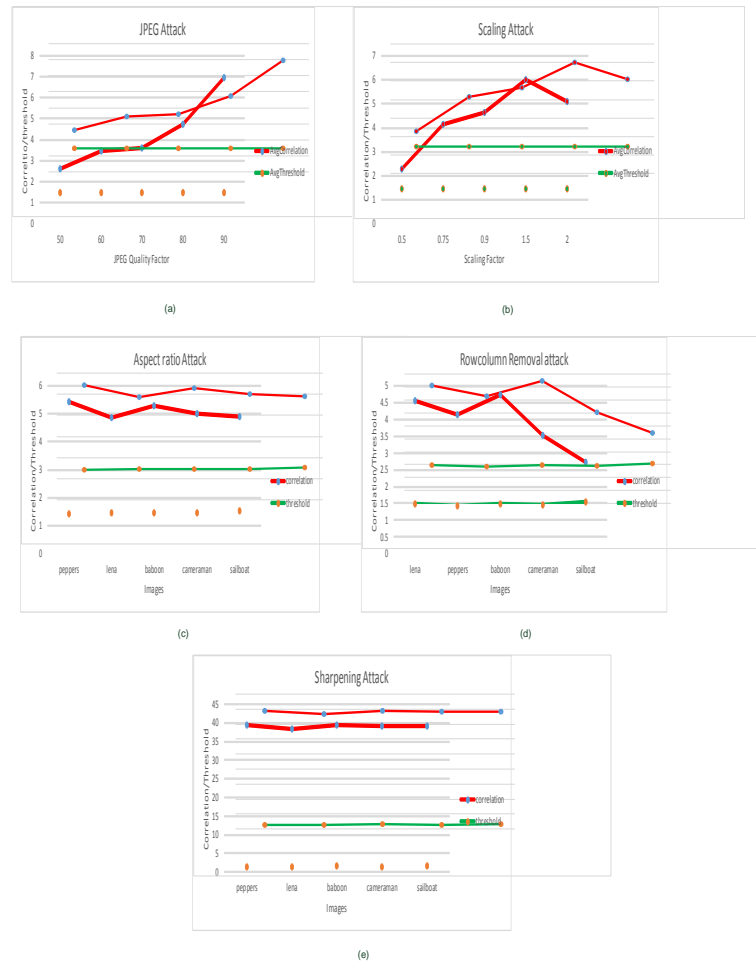 JPEG Attack
Correltio/threshold
8
7
6
5
4
3
2
1
0
50 60 70 80 90
JPEG Quality Factor
AvgCorrelation
AvgThreshold
(a)
Scaling Attack
Correlation/Threshold
7
6
5
4
3
2
1
0
0.5 0.75 0.9 1.5 2
Scaling Factor
AvgCorrelation
AvgThreshold
(b)
Aspect ratio Attack
Correlation/Threshold
6
5
4
3
2
1
0
peppers lena baboon cameraman sailboat
Images
correlation
threshold
(c)
Rowcolumn Removal attack
Correlation/Threshold
5
4.5
4
3.5
3
2.5
2
1.5
1
0.5
0
lena peppers baboon cameraman sailboat
Images
correlation
threshold
(d)
Sharpening Attack
Correlation/Threshold
45
40
35
30
25
20
15
10
5
0
peppers lena baboon cameraman sailboat
Images
correlation
threshold
(e)